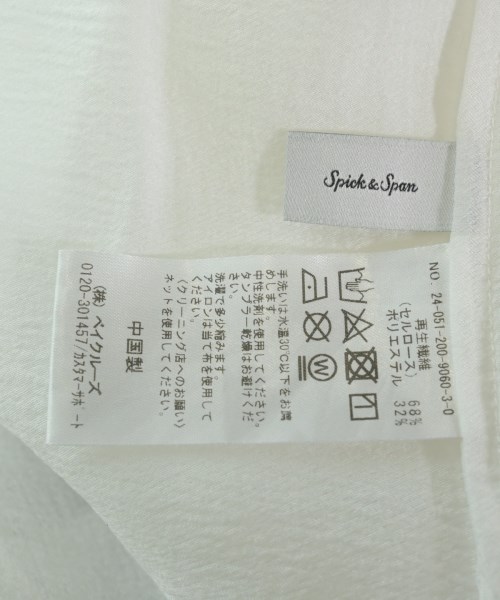 Spick & Span
NO. 24-051-200-9060-3-0
再生繊維
(セルロース) 68%
ポリエステル 32%
手洗いは水温30℃以下をお薦
めします。
中性洗剤を使用してください。
タンブラー乾燥はお避けくだ
さい。
洗濯で多少縮みます。
アイロンは当て布を使用して
ください。
〈クリーニング店へのお願い〉
ネットを使用してください。
中国製
(株) ベイクルーズ
0120-301457/カスタマーサポート